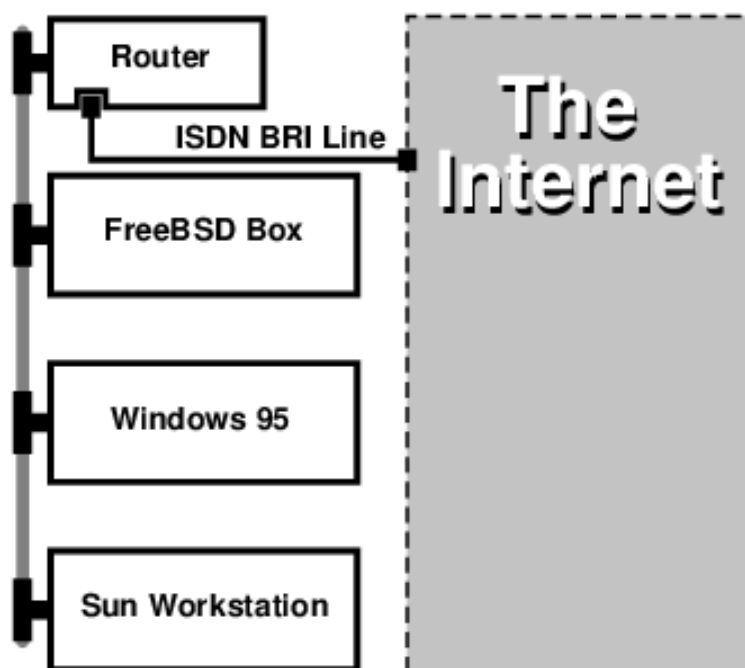 Router
ISDN BRI Line
The
Internet
FreeBSD Box
Windows 95
Sun Workstation